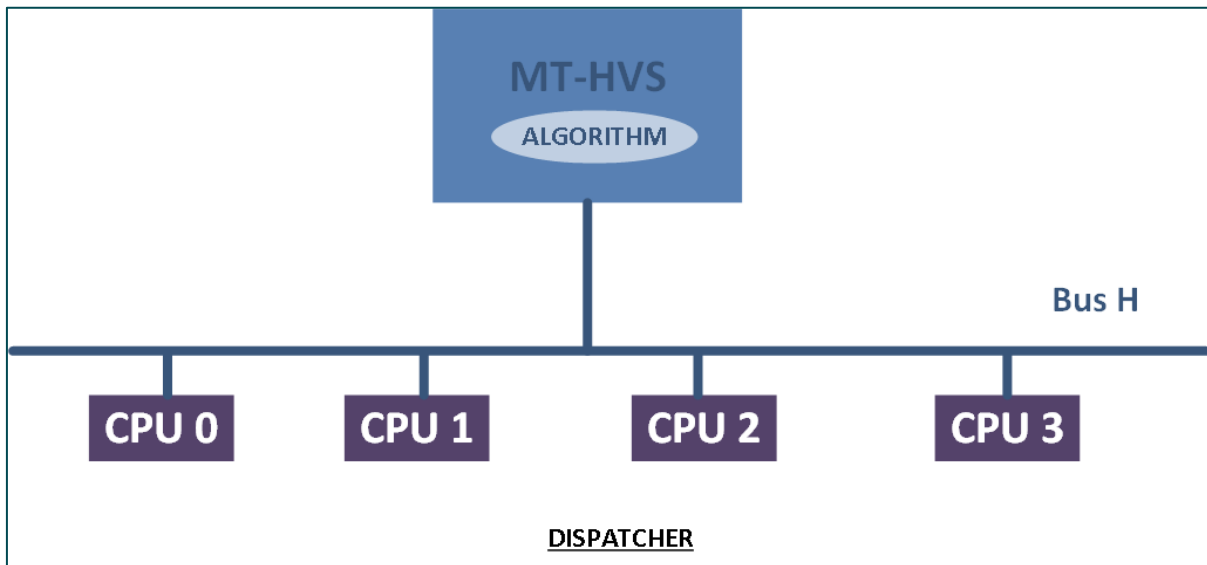 MT-HVS
ALGORITHM
Bus H
CPU 0 CPU 1 CPU 2 CPU 3
DISPATCHER